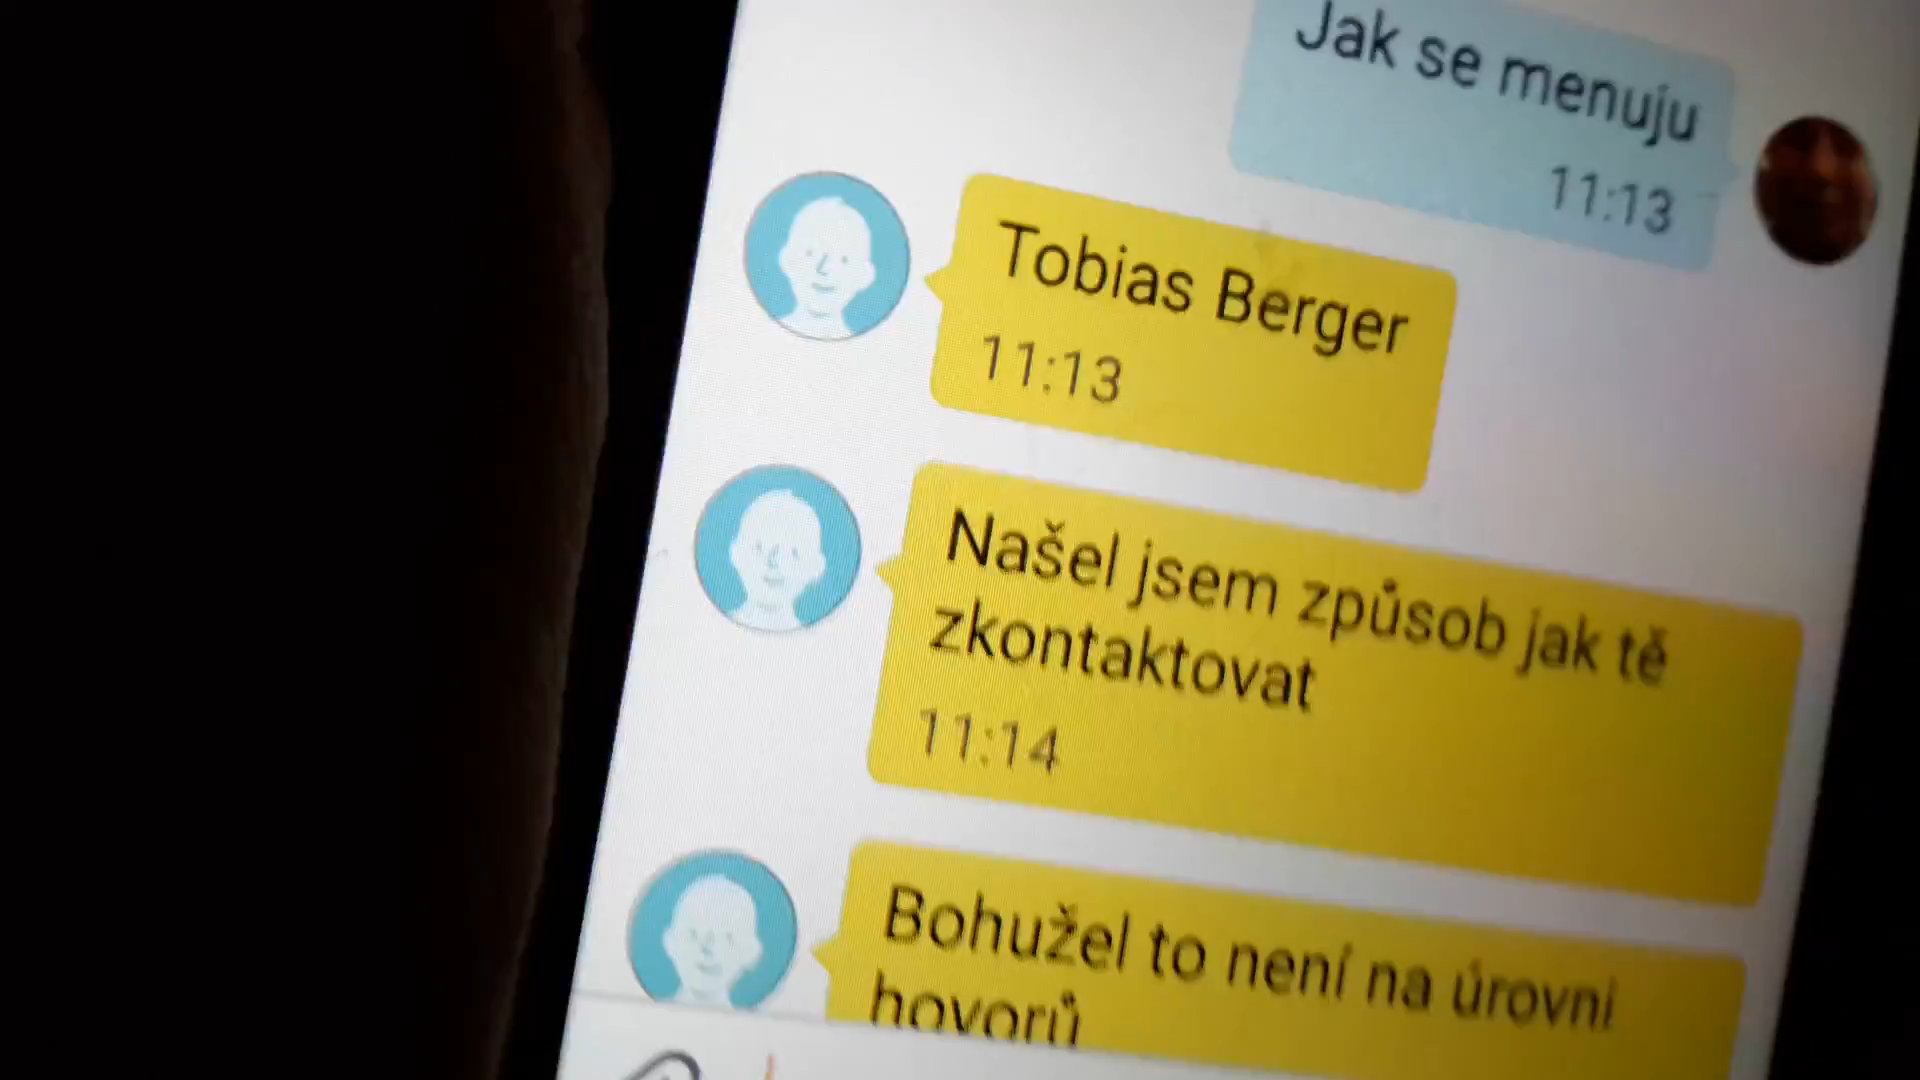 Jak se menuju
11:13
Tobias Berger
11:13
Našel jsem způsob jak tě
zkontaktovat
11:14
Bohužel to není na úrovni
hovorů